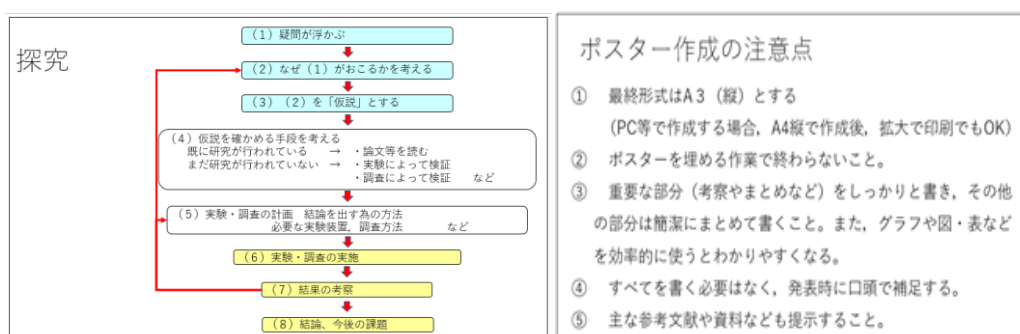 探究
(1)疑問が浮かぶ
(2)なぜ(1)がおこるかを考える
(3)(2)を「仮説」とする
(4)仮説を確かめる手段を考える
既に研究が行われている → ・論文等を読む
まだ研究が行われていない → ・実験によって検証
・調査によって検証 など
(5)実験・調査の計画 結論を出す為の方法
必要な実験装置，調査方法 など
(6)実験・調査の実施
(7)結果の考察
(8)結論、今後の課題
ポスター作成の注意点
① 最終形式はA3（縦）とする
(PC等で作成する場合，A4縦で作成後，拡大で印刷でもOK)
② ポスターを埋める作業で終わらないこと。
③ 重要な部分（考察やまとめなど）をしっかりと書き，その他
の部分は簡潔にまとめて書くこと。また，グラフや図・表など
を効率的に使うとわかりやすくなる。
④ すべてを書く必要はなく，発表時に口頭で補足する。
⑤ 主な参考文献や資料なども提示すること。